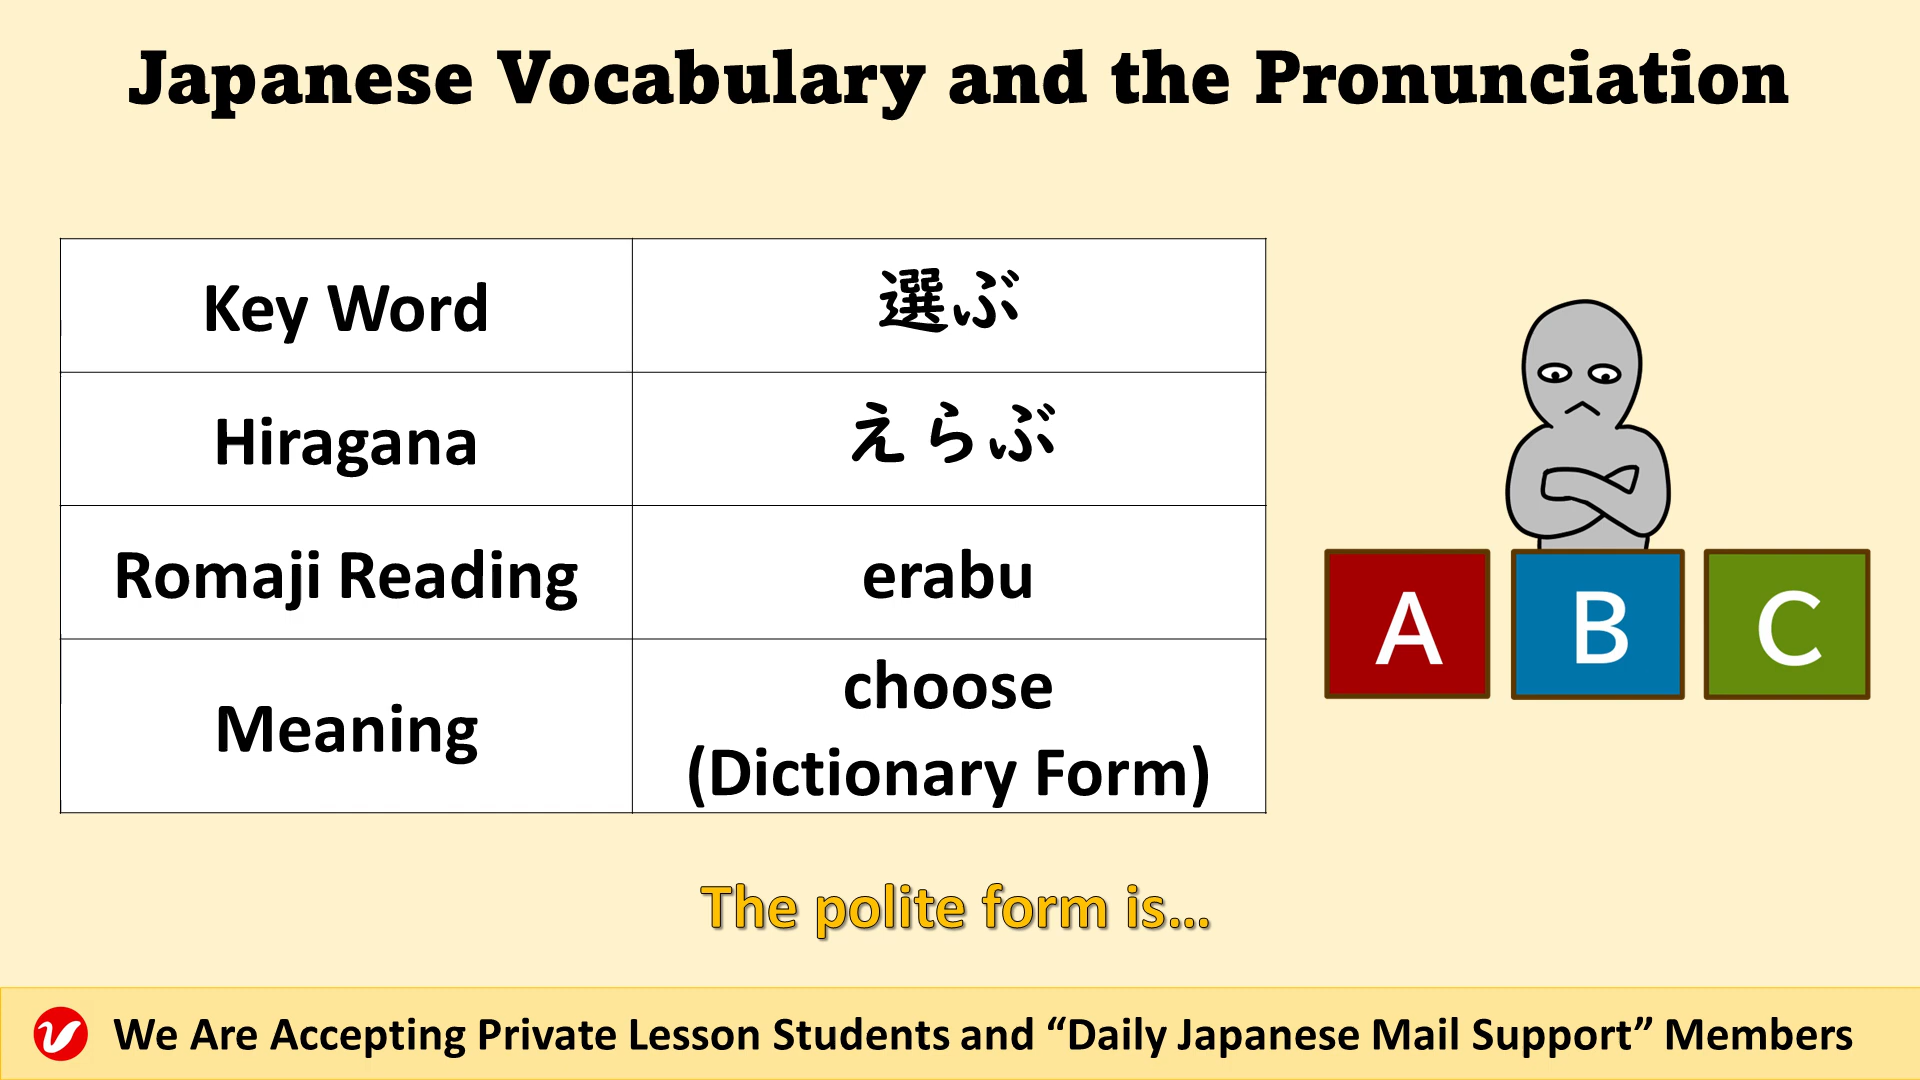 Japanese Vocabulary and the Pronunciation
Key Word
選ぶ
Hiragana
えらぶ
Romaji Reading
erabu
Meaning
choose
(Dictionary Form)
A
B
C
The polite form is...
We Are Accepting Private Lesson Students and “Daily Japanese Mail Support” Members